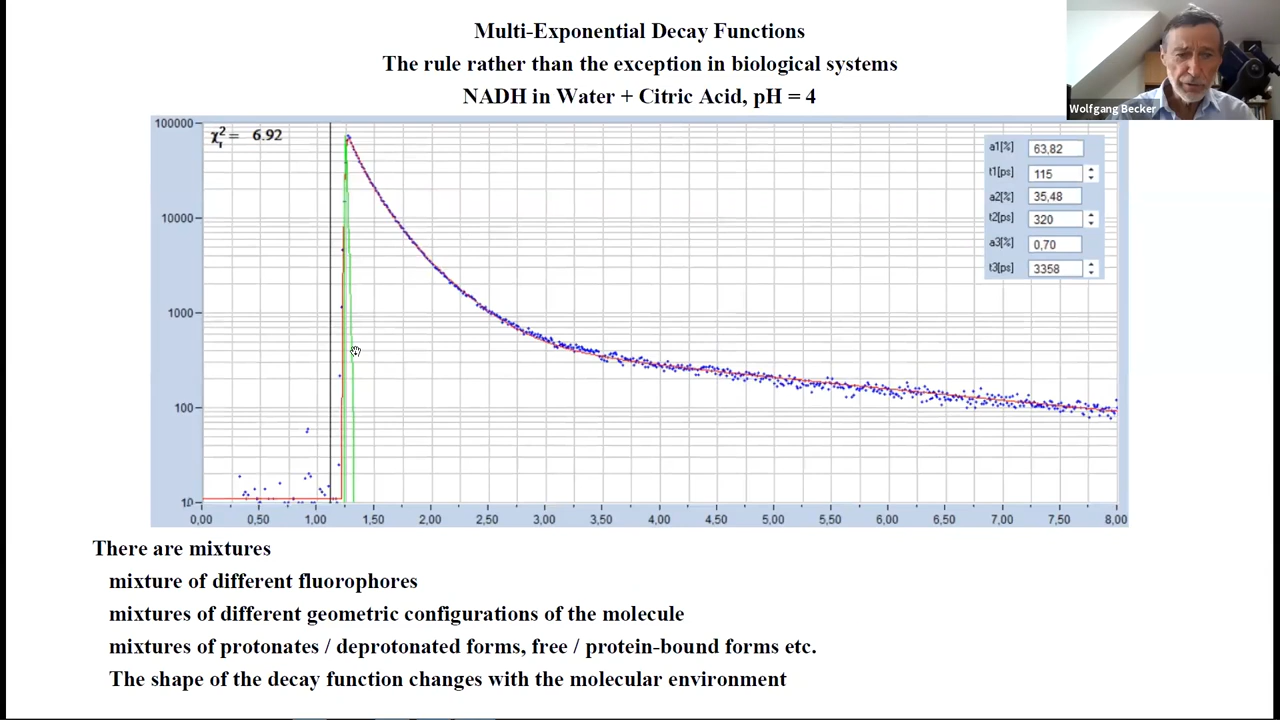 Multi-Exponential Decay Functions
The rule rather than the exception in biological systems
NADH in Water + Citric Acid, pH = 4
Wolfgang Becker
χr2 = 6.92
100000
10000
1000
100
10
0,00 0,50 1,00 1,50 2,00 2,50 3,00 3,50 4,00 4,50 5,00 5,50 6,00 6,50 7,00 7,50 8,00
a1[%] 63,82
t1[ps] 115
a2[%] 35,48
t2[ps] 320
a3[%] 0,70
t3[ps] 3358
There are mixtures
mixture of different fluorophores
mixtures of different geometric configurations of the molecule
mixtures of protonates / deprotonated forms, free / protein-bound forms etc.
The shape of the decay function changes with the molecular environment